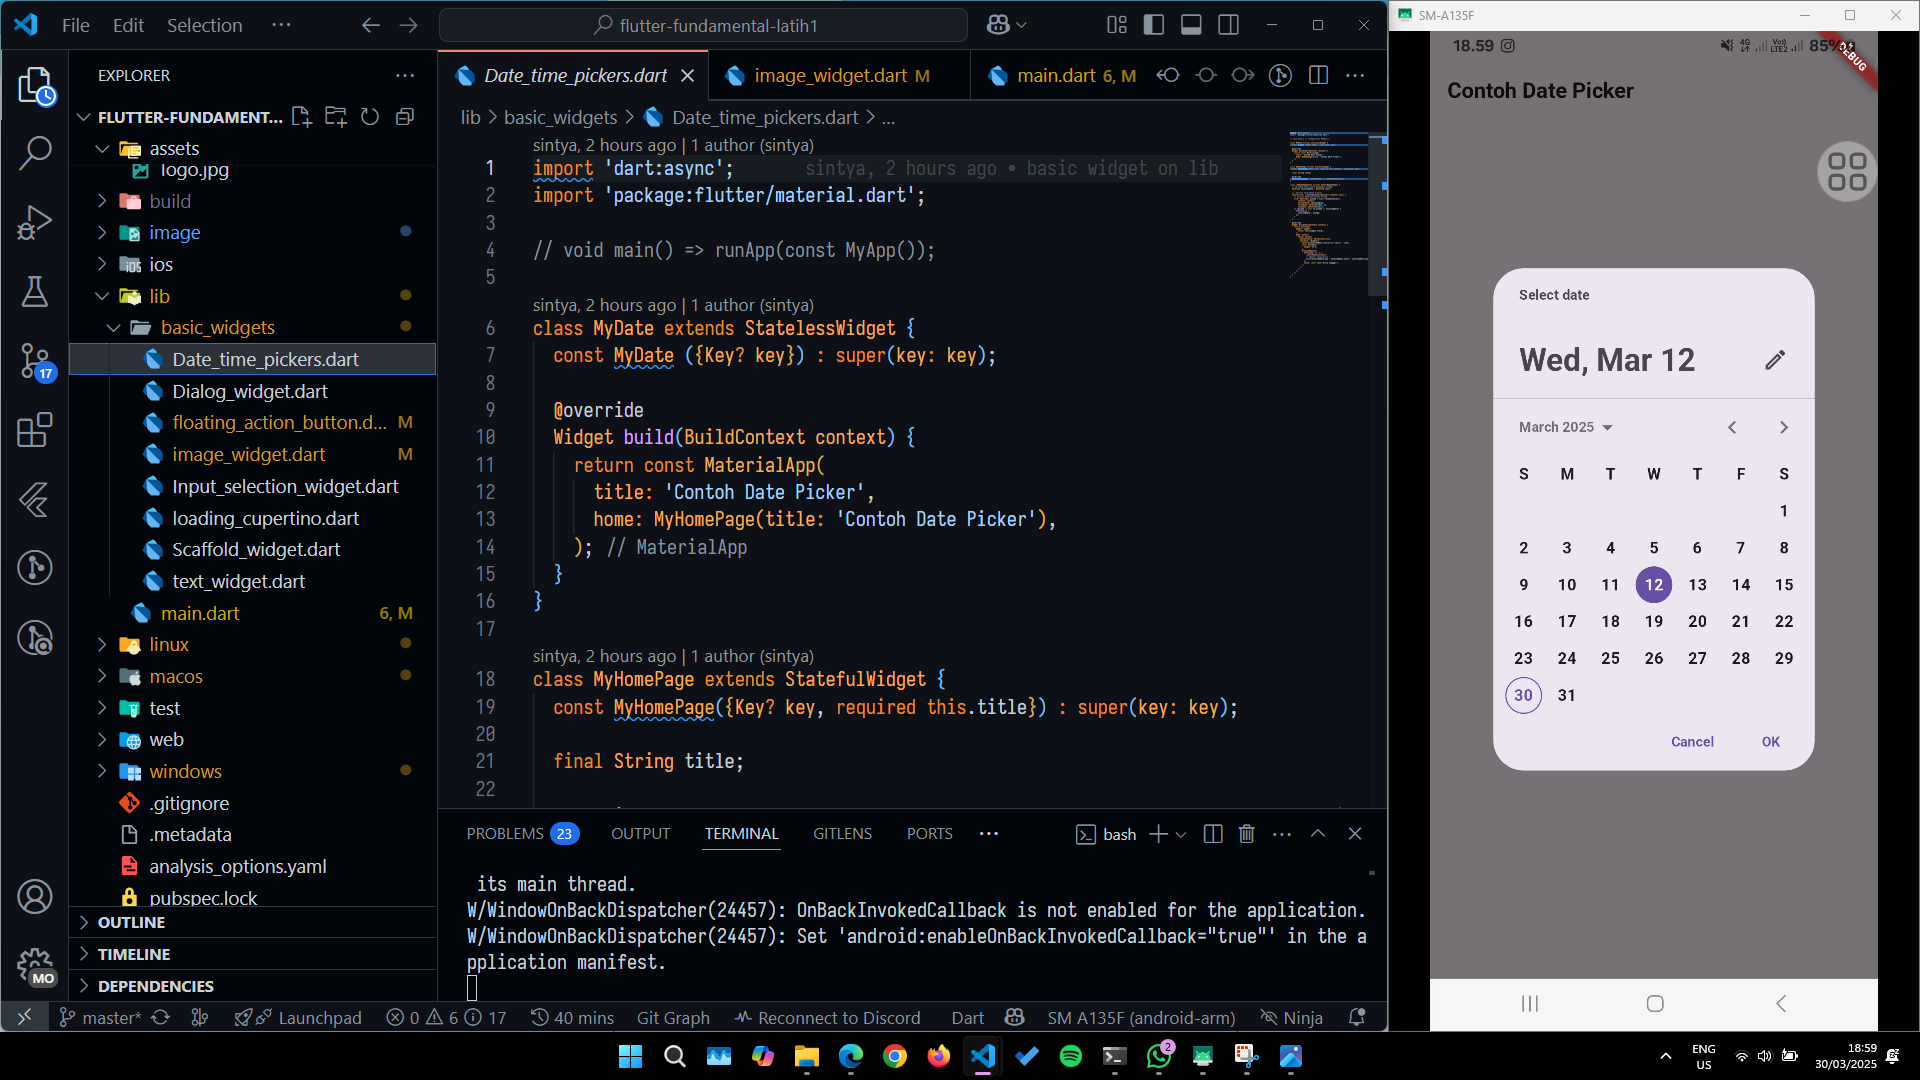 File Edit Selection ··· flutter-fundamental-latih1
EXPLORER
FLUTTER-FUNDAMENT...
assets
logo.jpg
build
image
ios
lib
basic_widgets
Date_time_pickers.dart
Dialog_widget.dart
floating_action_button.d... M
image_widget.dart M
Input_selection_widget.dart
loading_cupertino.dart
Scaffold_widget.dart
text_widget.dart
main.dart 6, M
linux
macos
test
web
windows
.gitignore
.metadata
analysis_options.yaml
pubspec.lock
OUTLINE
TIMELINE
DEPENDENCIES
17
MO
Date_time_pickers.dart image_widget.dart M main.dart 6, M
lib > basic_widgets > Date_time_pickers.dart > ...
sintya, 2 hours ago | 1 author (sintya)
1 import 'dart:async'; sintya, 2 hours ago • basic widget on lib
2 import 'package:flutter/material.dart';
3
4 // void main() => runApp(const MyApp());
5
sintya, 2 hours ago | 1 author (sintya)
6 class MyDate extends StatelessWidget {
7 const MyDate ({Key? key}) : super(key: key);
8
9 @override
10 Widget build(BuildContext context) {
11 return const MaterialApp(
12 title: 'Contoh Date Picker',
13 home: MyHomePage(title: 'Contoh Date Picker'),
14 ); // MaterialApp
15 }
16 }
17
sintya, 2 hours ago | 1 author (sintya)
18 class MyHomePage extends StatefulWidget {
19 const MyHomePage({Key? key, required this.title}) : super(key: key);
20
21 final String title;
22
PROBLEMS 23 OUTPUT TERMINAL GITLENS PORTS ··· bash
its main thread.
W/WindowOnBackDispatcher(24457): OnBackInvokedCallback is not enabled for the application.
W/WindowOnBackDispatcher(24457): Set 'android:enableOnBackInvokedCallback="true"' in the a
pplication manifest.
master* Launchpad 0 6 17 40 mins Git Graph Reconnect to Discord Dart SM A135F (android-arm) Ninja
SM-A135F
18.59 4G Vo)) LTE2 85%
DEBUG
Contoh Date Picker
Select date
Wed, Mar 12
March 2025
S M T W T F S
1
2 3 4 5 6 7 8
9 10 11 12 13 14 15
16 17 18 19 20 21 22
23 24 25 26 27 28 29
30 31
Cancel OK
2
ENG
US
18:59
30/03/2025